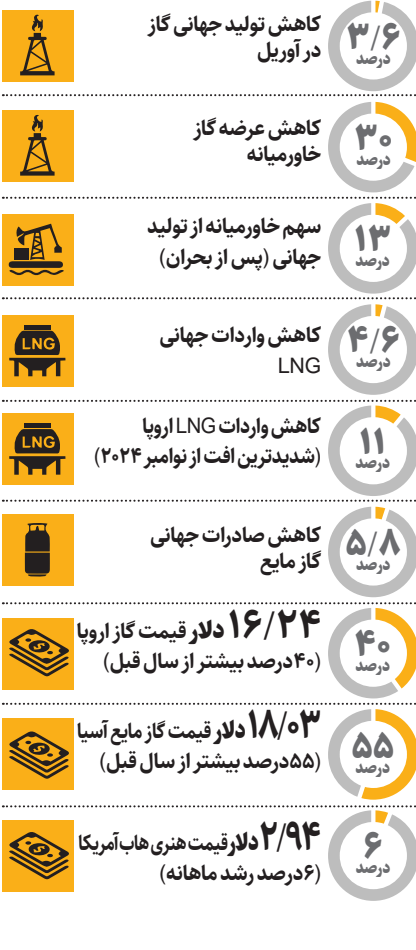 ۳/۶
درصد
کاهش تولید جهانی گاز
در آوریل
۳۰
درصد
کاهش عرضه گاز
خاورمیانه
۱۳
درصد
سهم خاورمیانه از تولید
جهانی (پس از بحران)
۴/۶
درصد
کاهش واردات جهانی
LNG
LNG
۱۱
درصد
کاهش واردات LNG اروپا
(شدیدترین افت از نوامبر ۲۰۲۴)
LNG
۵/۸
درصد
کاهش صادرات جهانی
گاز مایع
۴۰
درصد
۱۶/۲۴ دلار قیمت گاز اروپا
(۴۰درصد بیشتر از سال قبل)
۵۵
درصد
۱۸/۰۳ دلار قیمت گاز مایع آسیا
(۵۵درصد بیشتر از سال قبل)
۶
درصد
۲/۹۴ دلار قیمت هنری هاب آمریکا
(۶درصد رشد ماهانه)